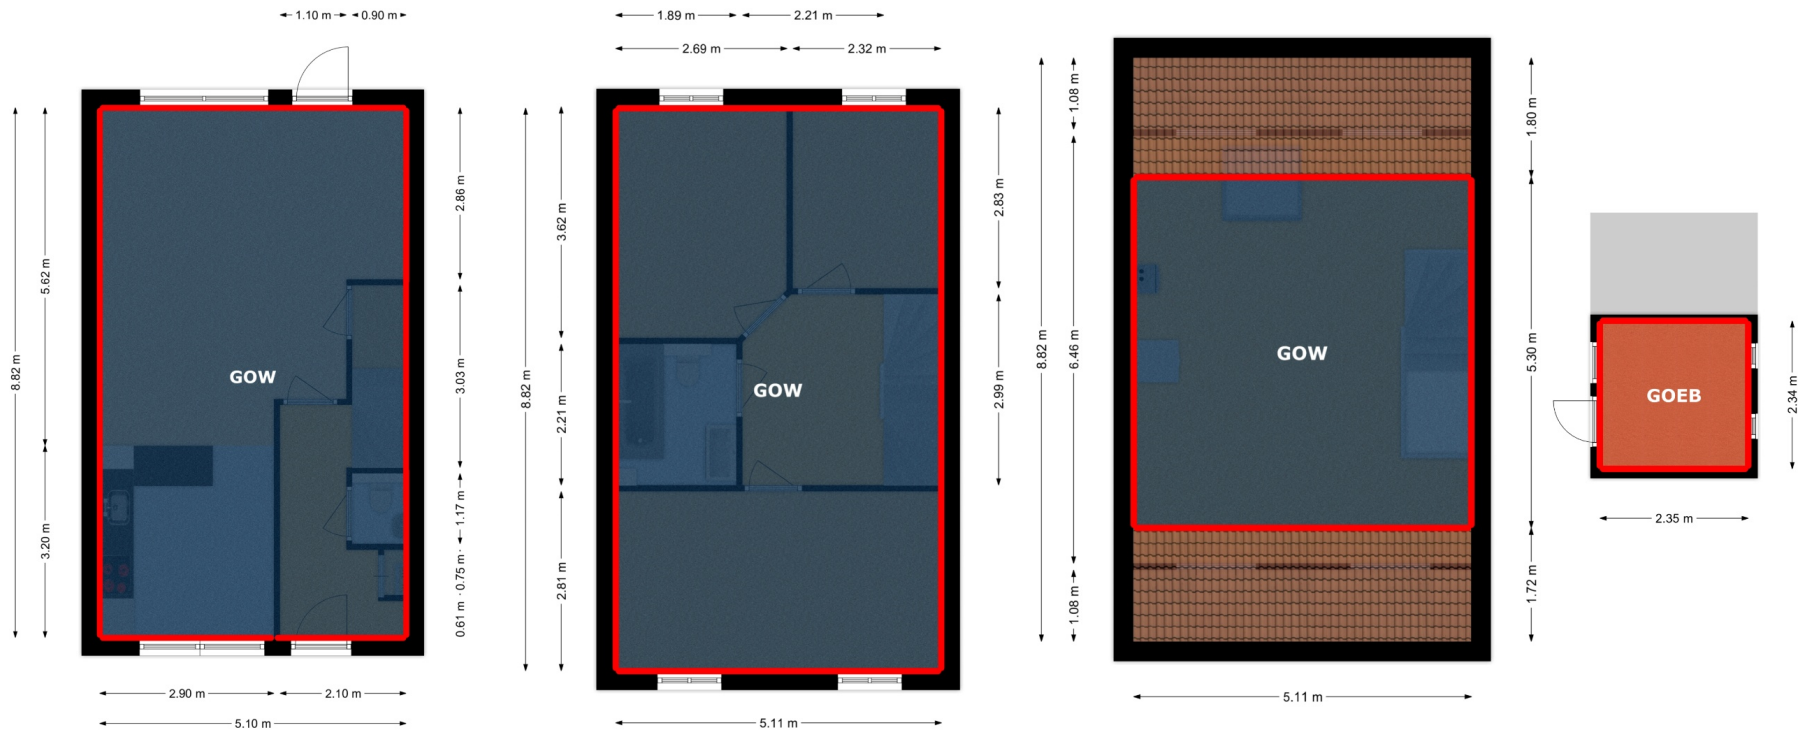 1.10 m
0.90 m
8.82 m
5.62 m
3.20 m
GOW
2.86 m
3.03 m
1.17 m
0.75 m
0.61 m
2.90 m
2.10 m
5.10 m
1.89 m
2.21 m
2.69 m
2.32 m
8.82 m
3.62 m
2.21 m
2.81 m
GOW
2.83 m
2.99 m
5.11 m
8.82 m
1.08 m
6.46 m
1.08 m
GOW
1.80 m
5.30 m
1.72 m
5.11 m
GOEB
2.34 m
2.35 m